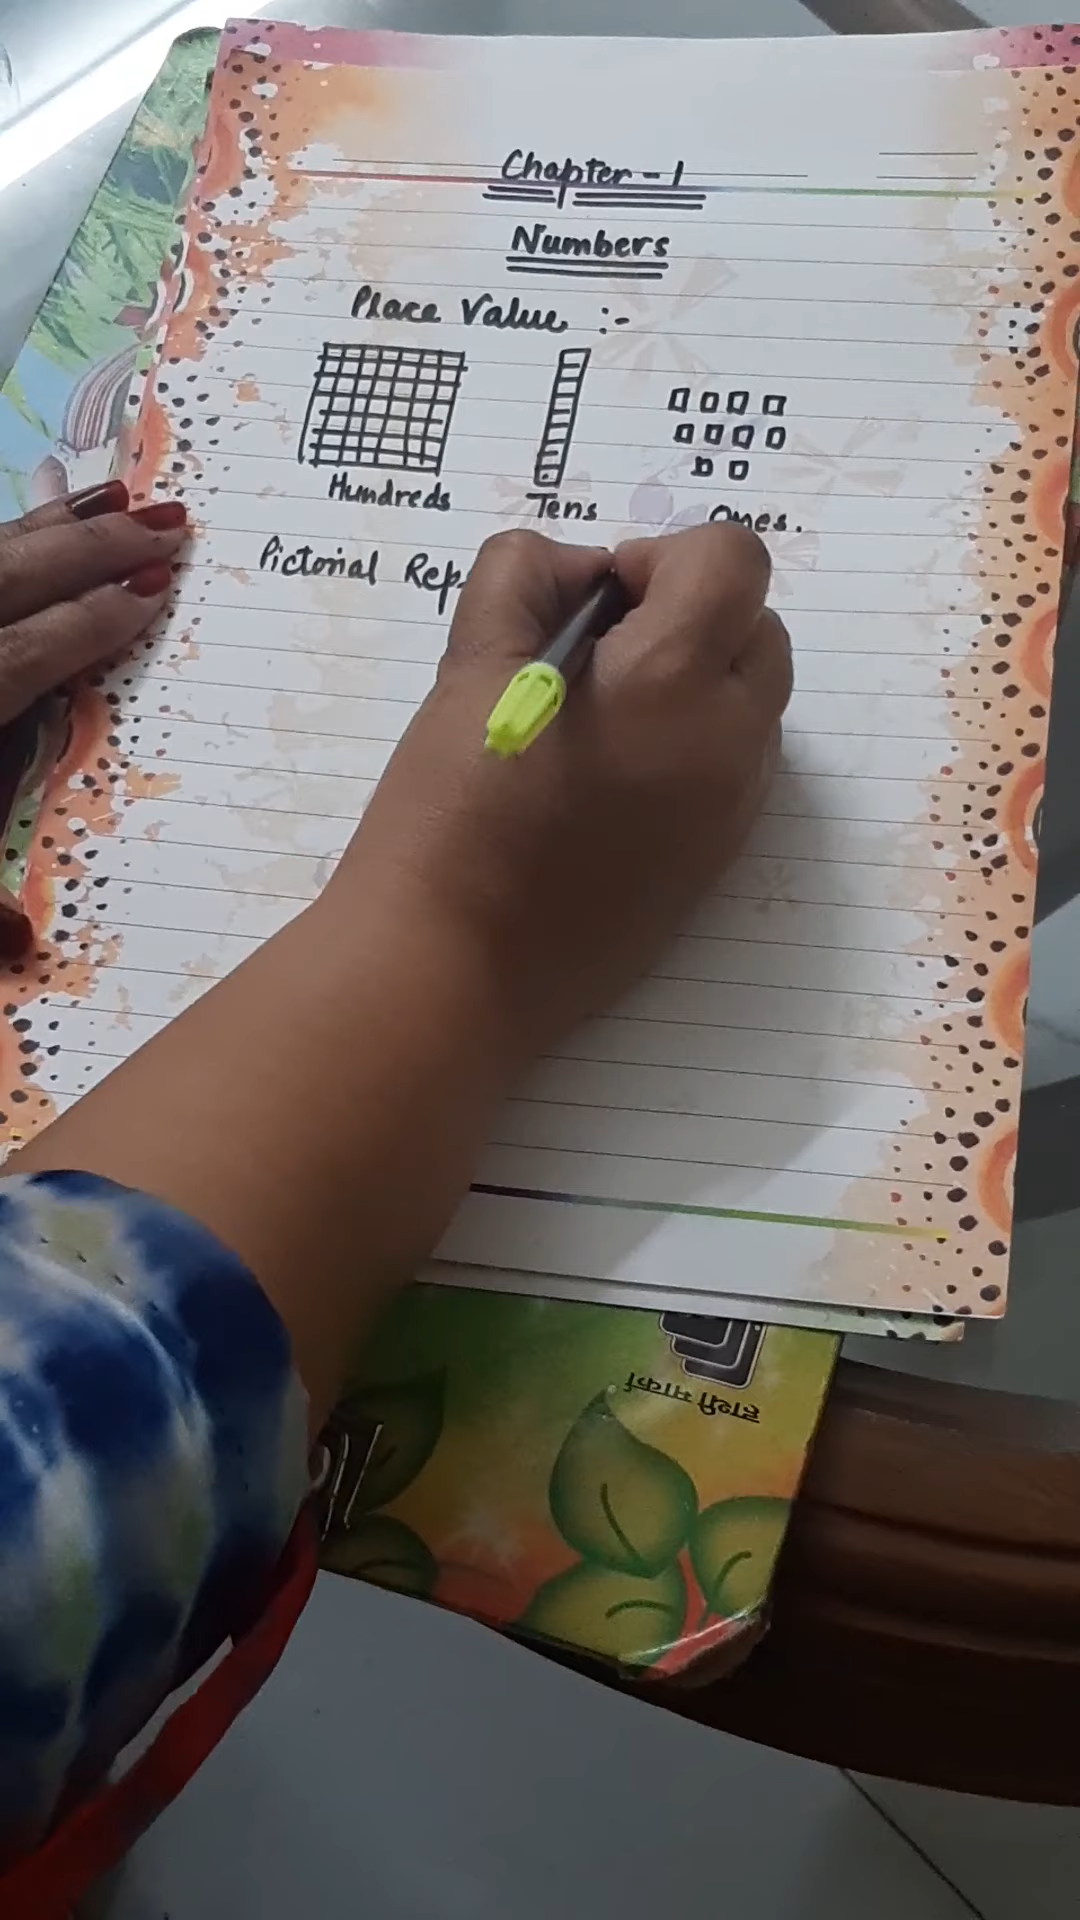 Chapter - 1
Numbers
Place Value :-
Hundreds Tens Ones.
Pictorial Rep
हाथी मार्का